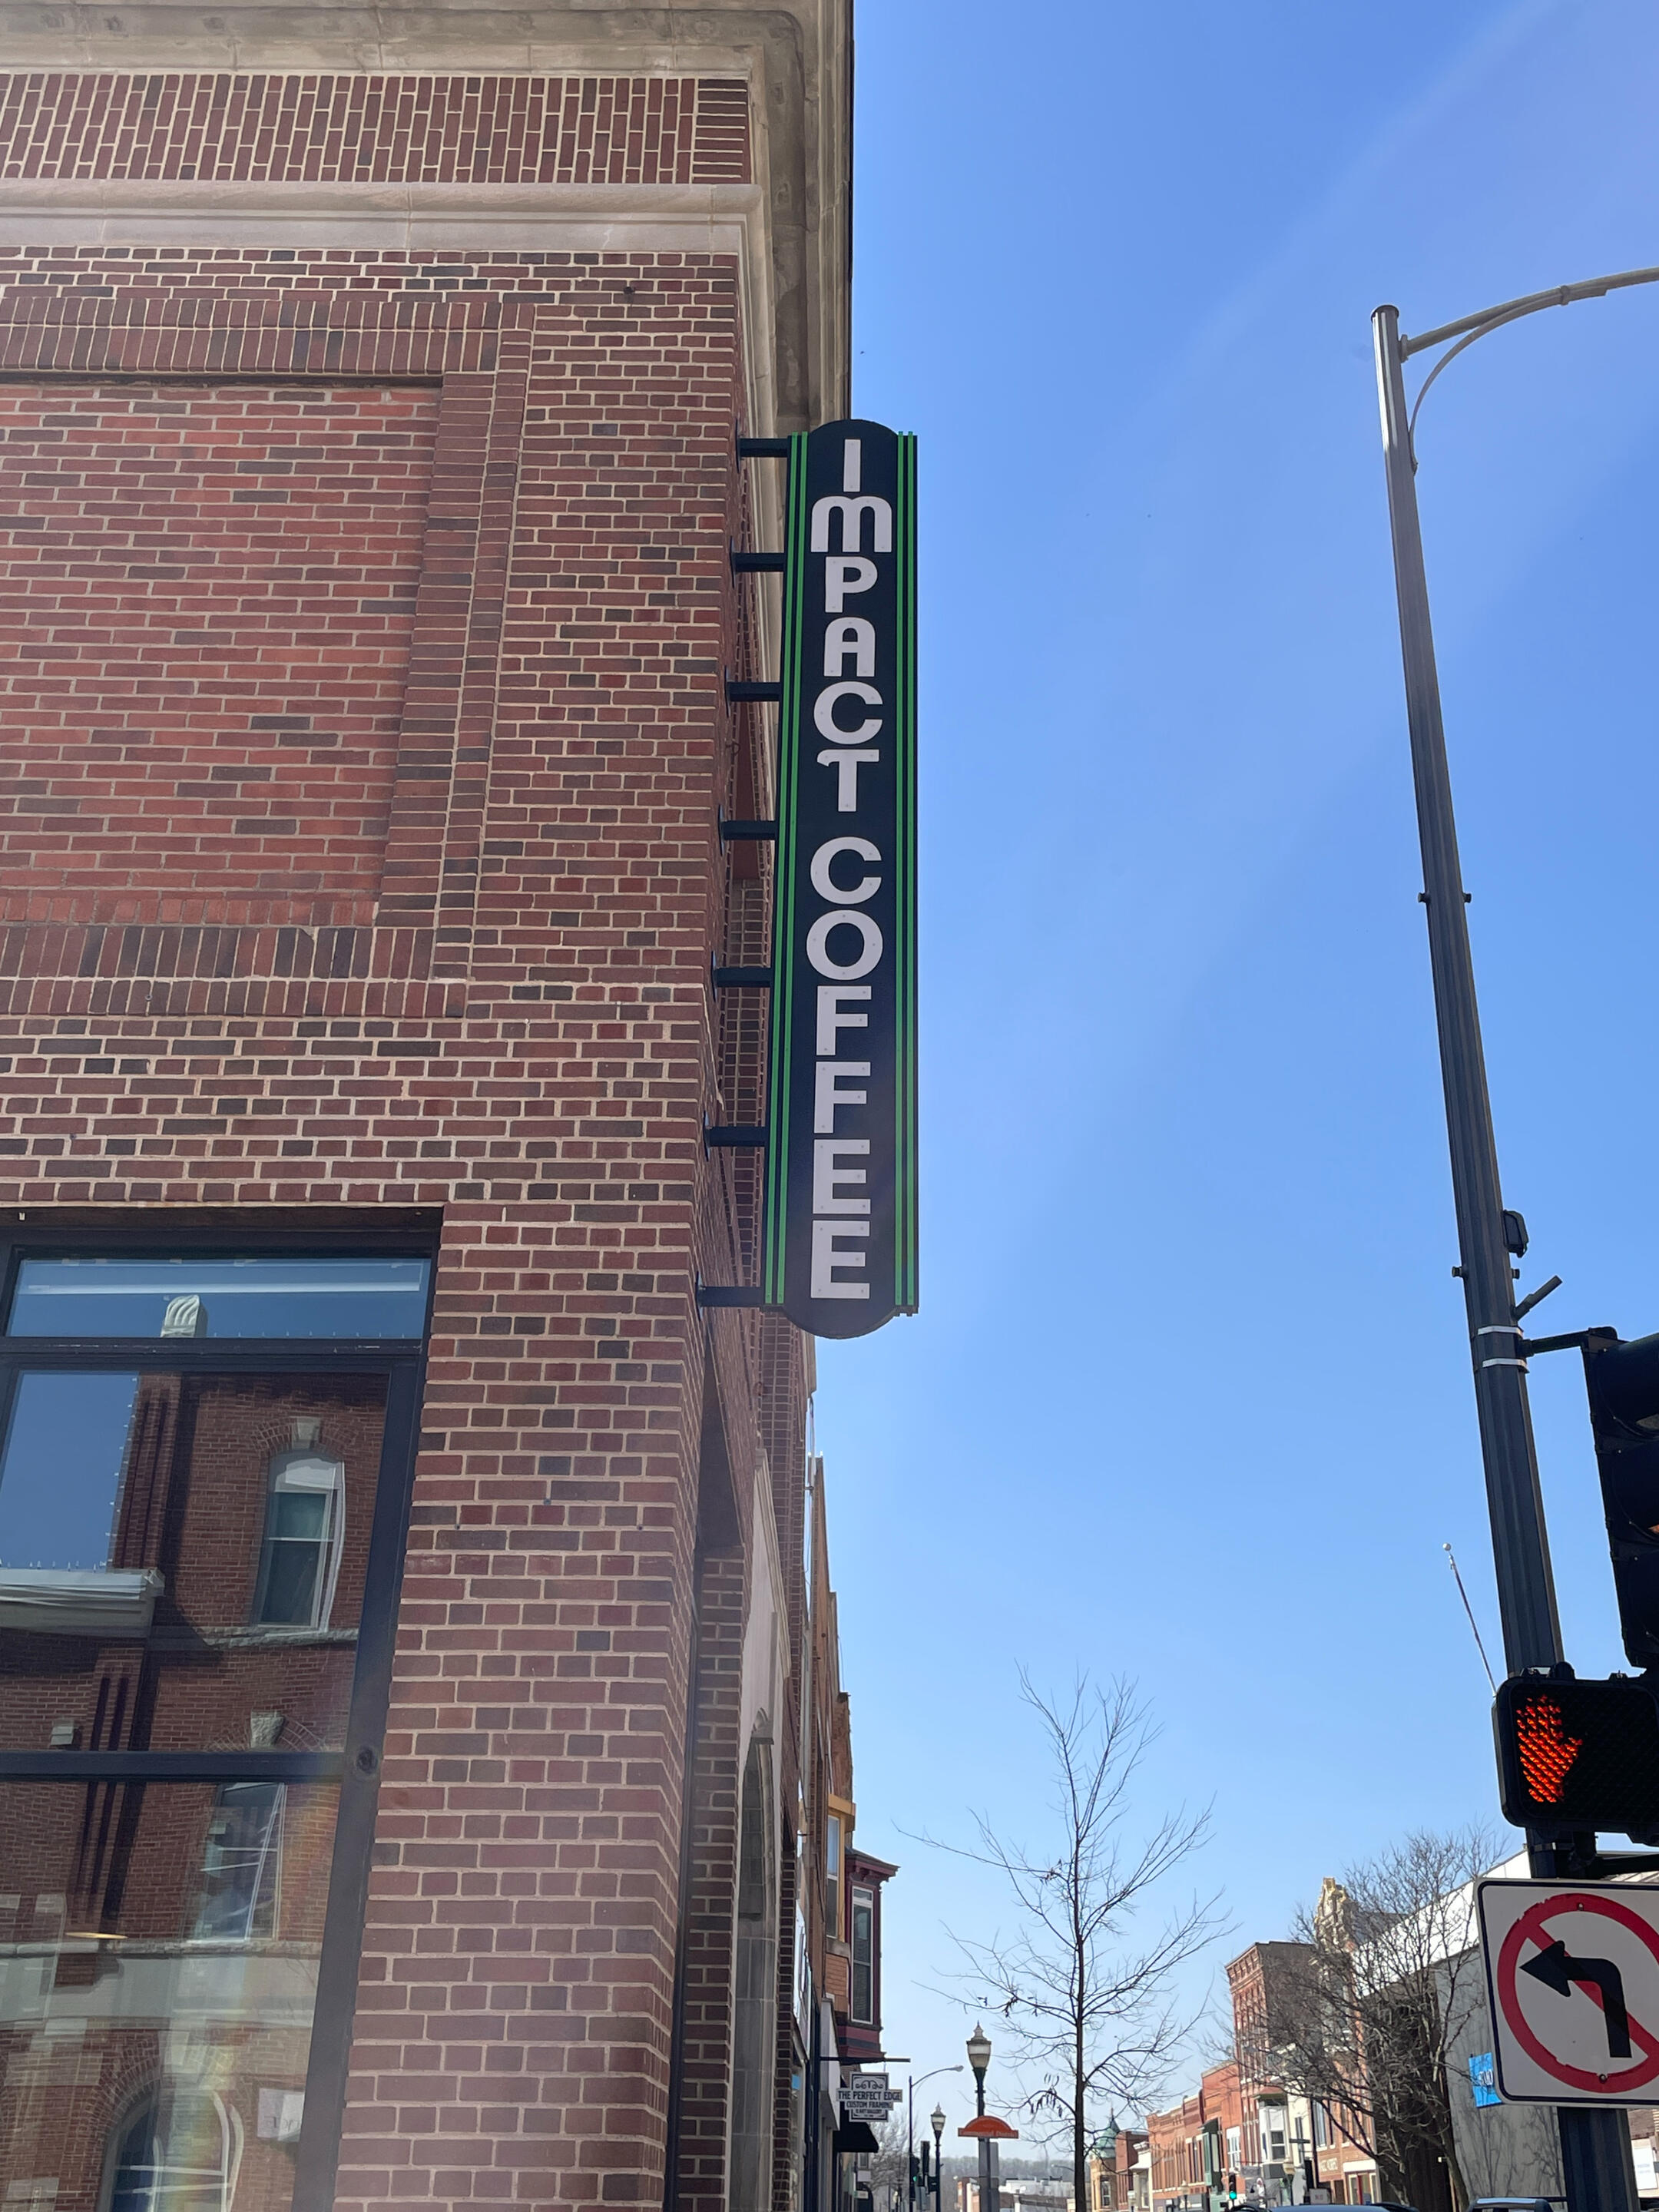 IMPACT COFFEE
THE PERFECT EDGE
CUSTOM FRAMING